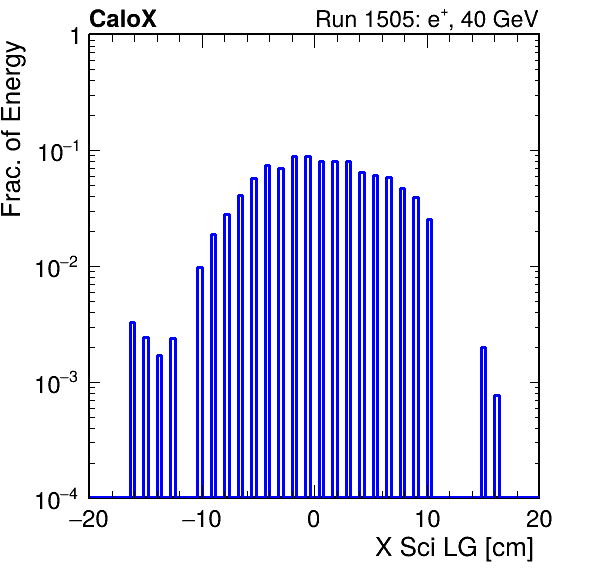 CaloX Run 1505: e⁺, 40 GeV
Frac. of Energy
1
10⁻¹
10⁻²
10⁻³
10⁻⁴
−20 −10 0 10 20
X Sci LG [cm]